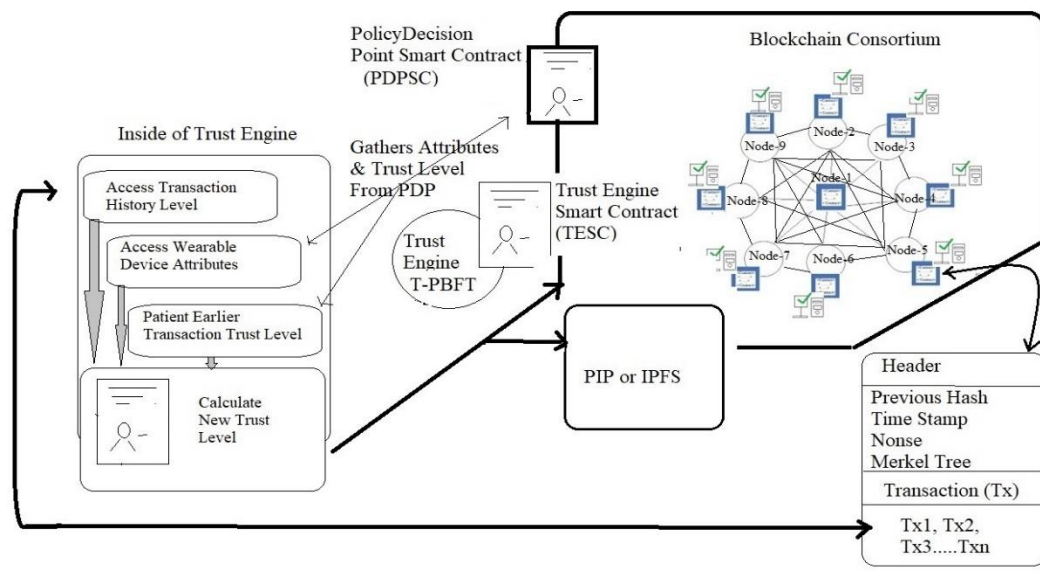 PolicyDecision
Point Smart Contract
(PDPSC)
Blockchain Consortium
Inside of Trust Engine
Gathers Attributes
& Trust Level
From PDP
Access Transaction
History Level
Access Wearable
Device Attributes
Patient Earlier
Transaction Trust Level
Calculate
New Trust
Level
Trust
Engine
T-PBFT
Trust Engine
Smart Contract
(TESC)
Node-2
Node-9
Node-3
Node-1
Node-8
Node-4
Node-7
Node-6
Node-5
PIP or IPFS
Header
Previous Hash
Time Stamp
Nonse
Merkel Tree
Transaction (Tx)
Tx1, Tx2,
Tx3.....Txn